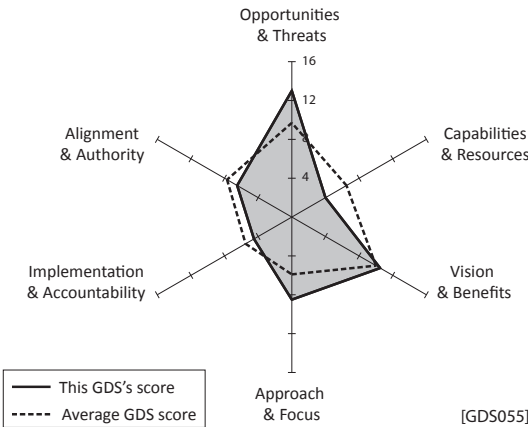 Opportunities
& Threats
16
12
8
4
Alignment
& Authority
Capabilities
& Resources
Implementation
& Accountability
Vision
& Benefits
This GDS's score
Average GDS score
Approach
& Focus
[GDS055]